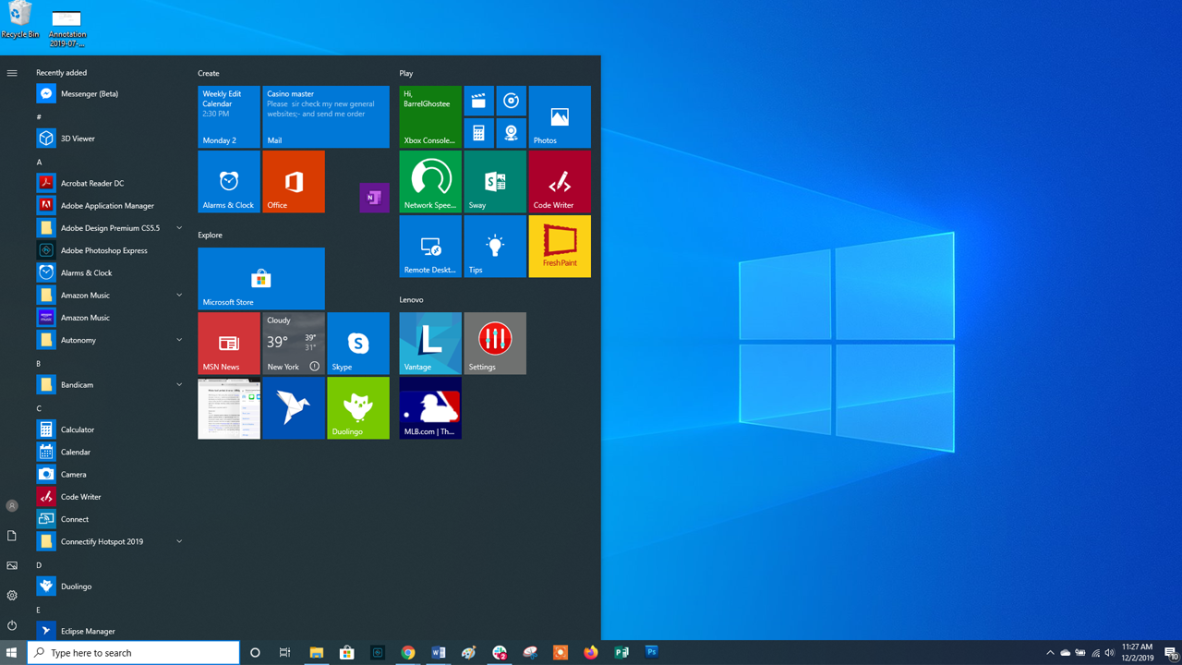 Recycle Bin
Annotation
2019-07-...
Recently added
Messenger (Beta)
#
3D Viewer
A
Acrobat Reader DC
Adobe Application Manager
Adobe Design Premium CS5.5
Adobe Photoshop Express
Alarms & Clock
Amazon Music
Amazon Music
Autonomy
B
Bandicam
C
Calculator
Calendar
Camera
Code Writer
Connect
Connectify Hotspot 2019
D
Duolingo
E
Eclipse Manager
Create
Weekly Edit
Calendar
2:30 PM
Monday 2
Casino master
Please sir check my new general
websites;- and send me order
Mail
Alarms & Clock
Office
N
Explore
Microsoft Store
MSN News
Cloudy
39°
39°
31°
New York
Skype
Duolingo
Play
Hi,
BarrelGhostee
Xbox Console...
Photos
Network Spee...
Sway
Code Writer
Remote Deskt...
Tips
FreshPaint
Lenovo
L
Vantage
Settings
MLB.com | Th...
Type here to search
W
P
Ps
11:27 AM
12/2/2019
10